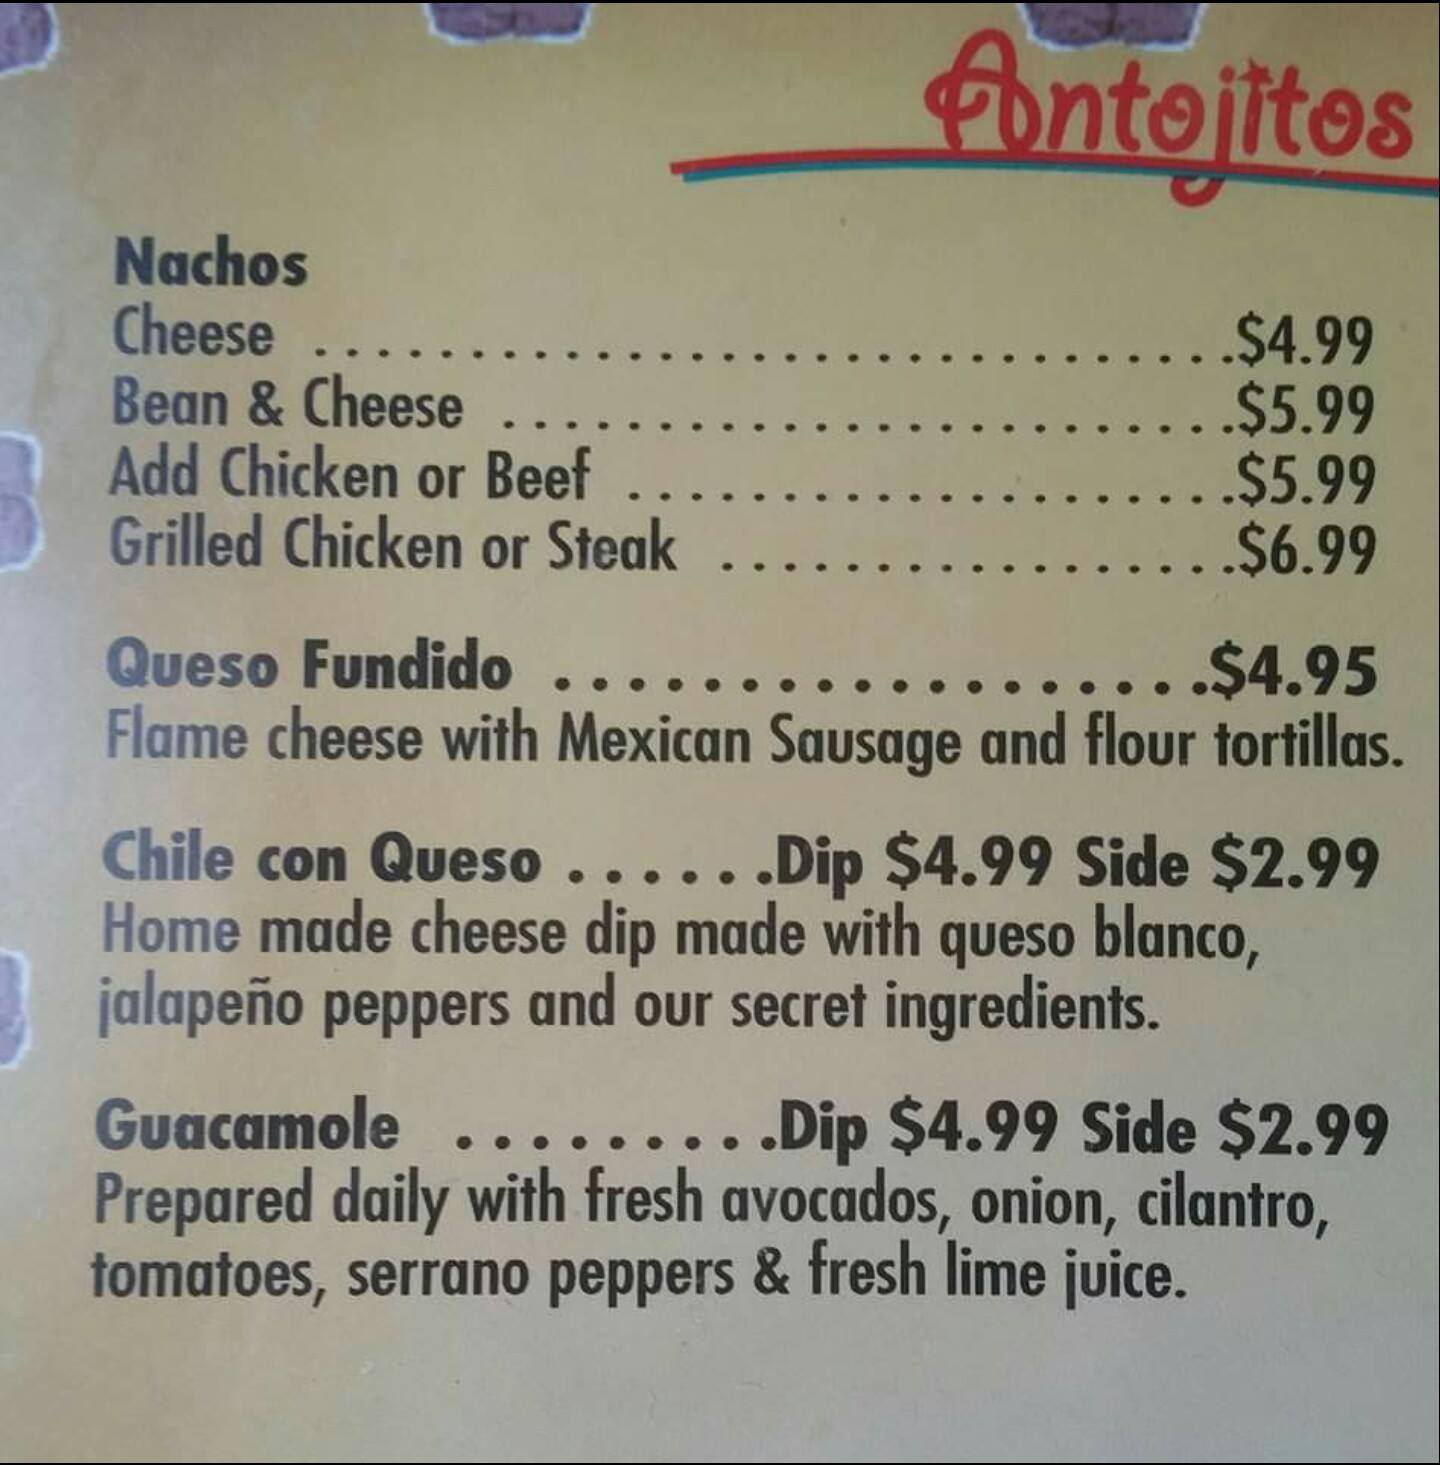 Antojitos
Nachos
Cheese ..............................$4.99
Bean & Cheese ........................$5.99
Add Chicken or Beef ....................$5.99
Grilled Chicken or Steak .................$6.99
Queso Fundido ..................$4.95
Flame cheese with Mexican Sausage and flour tortillas.
Chile con Queso ......Dip $4.99 Side $2.99
Home made cheese dip made with queso blanco,
jalapeño peppers and our secret ingredients.
Guacamole .........Dip $4.99 Side $2.99
Prepared daily with fresh avocados, onion, cilantro,
tomatoes, serrano peppers & fresh lime juice.